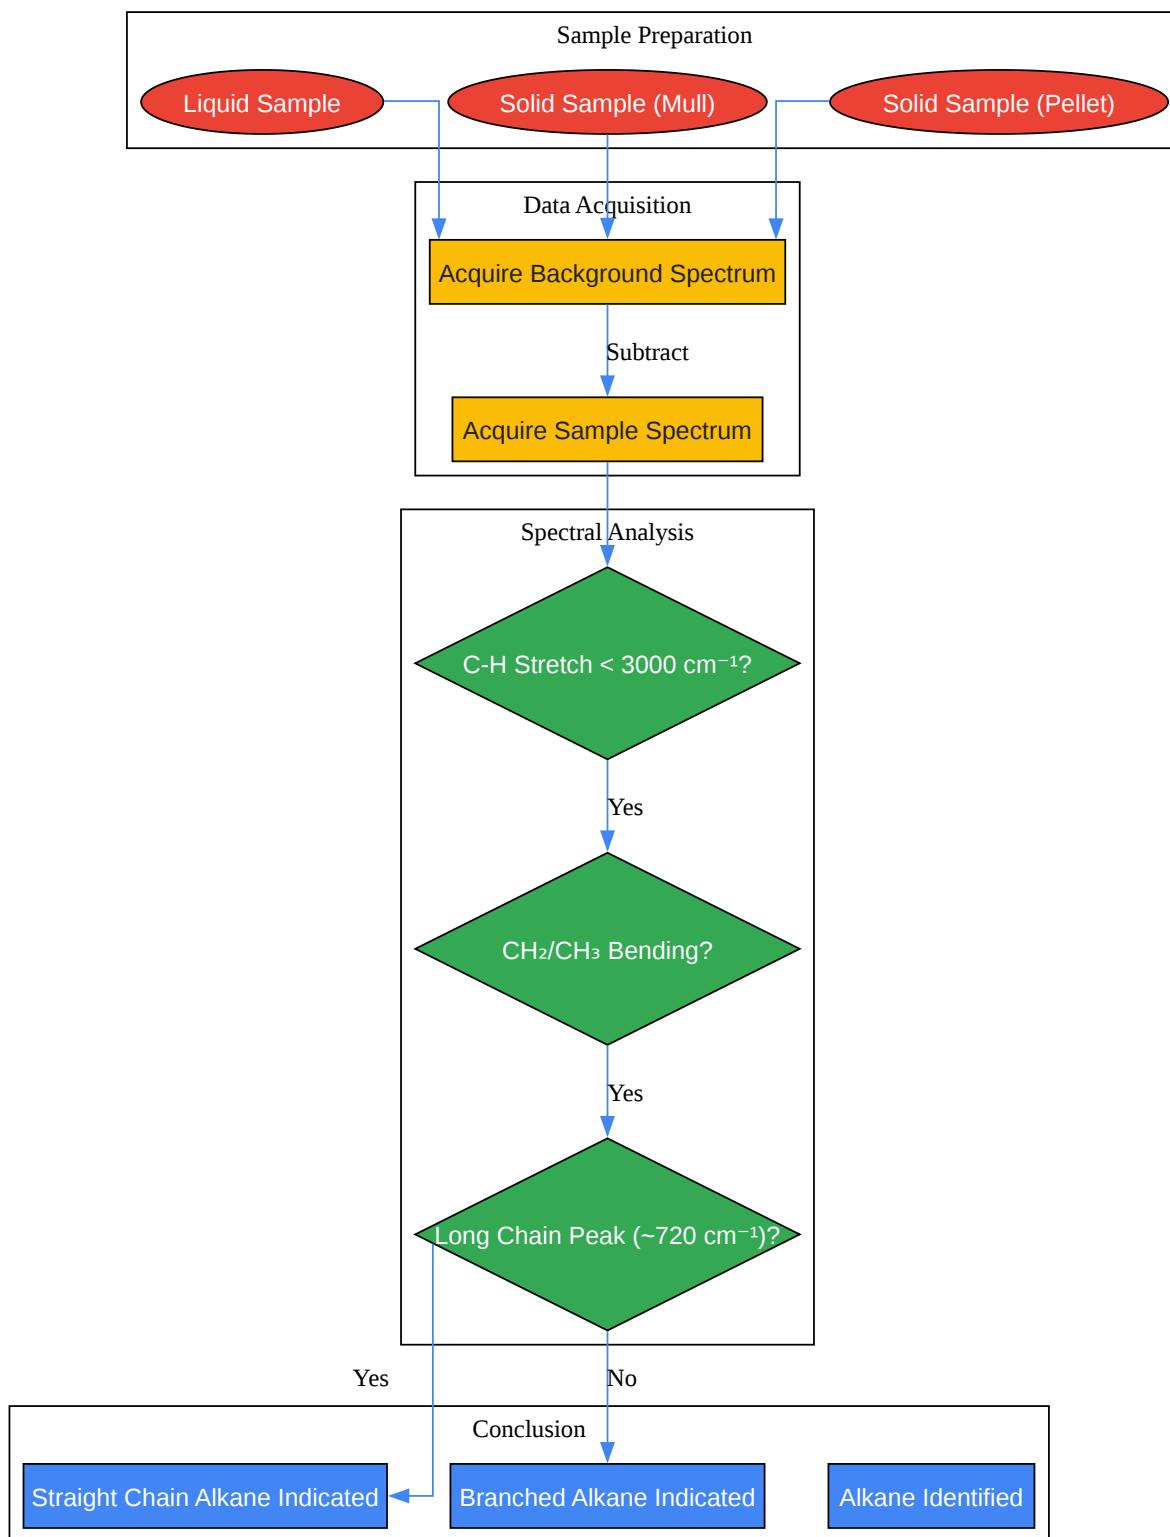 Sample Preparation
Liquid Sample
Solid Sample (Mull)
Solid Sample (Pellet)
Data Acquisition
Acquire Background Spectrum
Subtract
Acquire Sample Spectrum
Spectral Analysis
C-H Stretch < 3000 cm⁻¹?
Yes
CH₂/CH₃ Bending?
Yes
Long Chain Peak (~720 cm⁻¹)?
Yes
No
Conclusion
Straight Chain Alkane Indicated
Branched Alkane Indicated
Alkane Identified